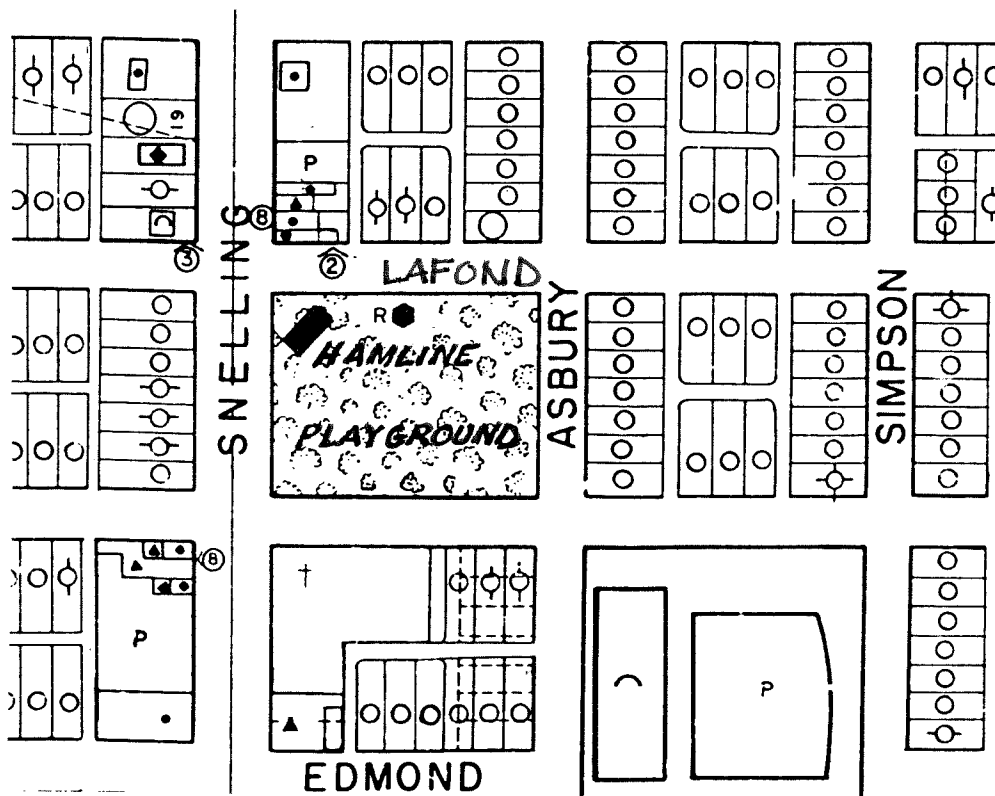 19
P
8
3
2
LAFOND
SNELLING
R
HAMLINE
PLAYGROUND
ASBURY
SIMPSON
8
P
P
EDMOND